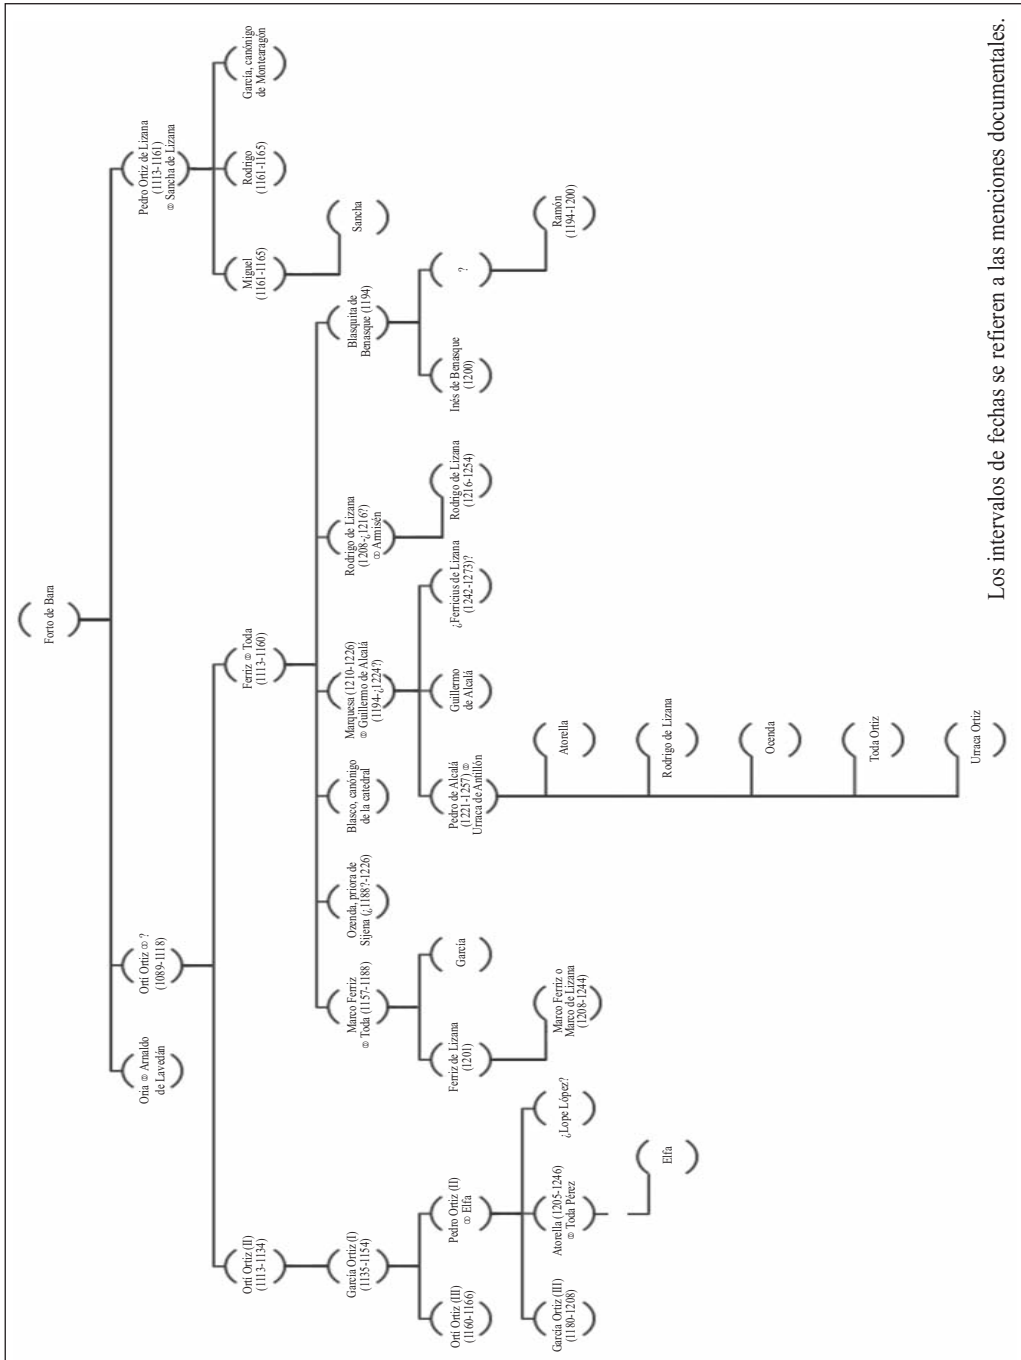 Forto de Bara
Oria ⚭ Arnaldo
de Lavedán
Ortí Ortiz ⚭ ?
(1089-1118)
Pedro Ortiz de Lizana
(1113-1161)
⚭ Sancha de Lizana
Ortí Ortiz (II)
(1113-1134)
Ferriz ⚭ Toda
(1113-1160)
Miguel
(1161-1165)
Rodrigo
(1161-1165)
García, canónigo
de Montearagón
García Ortiz (I)
(1135-1154)
Marco Ferriz
⚭ Toda (1157-1188)
Ozenda, priora de
Sijena (¿1188?-1226)
Blasco, canónigo
de la catedral
Marquesa (1210-1226)
⚭ Guillermo de Alcalá
(1194-¿1224?)
Rodrigo de Lizana
(1208-¿1216?)
⚭ Armisén
Blasquita de
Benasque (1194)
Sancha
Ortí Ortiz (III)
(1160-1166)
Pedro Ortiz (II)
⚭ Elfa
Ferriz de Lizana
(1201)
García
Pedro de Alcalá
(1221-1257) ⚭
Urraca de Antillón
Guillermo
de Alcalá
¿Ferricius de Lizana
(1242-1273)?
Rodrigo de Lizana
(1216-1254)
Inés de Benasque
(1200)
?
Ramón
(1194-1200)
García Ortiz (III)
(1180-1208)
Atorella (1205-1246)
⚭ Toda Pérez
¿Lope López?
Marco Ferriz o
Marco de Lizana
(1208-1244)
Atorella
Elfa
Rodrigo de Lizana
Ocenda
Toda Ortiz
Urraca Ortiz
Los intervalos de fechas se refieren a las menciones documentales.